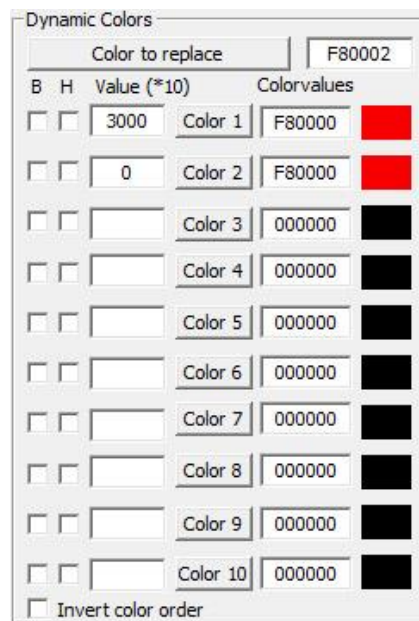 Dynamic Colors
Color to replace F80002
B H Value (*10) Colorvalues
3000 Color 1 F80000
0 Color 2 F80000
Color 3 000000
Color 4 000000
Color 5 000000
Color 6 000000
Color 7 000000
Color 8 000000
Color 9 000000
Color 10 000000
Invert color order